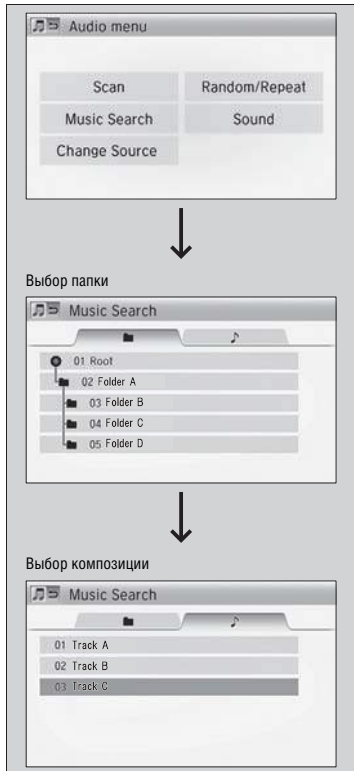 Audio menu
Scan Random/Repeat
Music Search Sound
Change Source
Выбор папки
Music Search
01 Root
02 Folder A
03 Folder B
04 Folder C
05 Folder D
Выбор композиции
Music Search
01 Track A
02 Track B
03 Track C